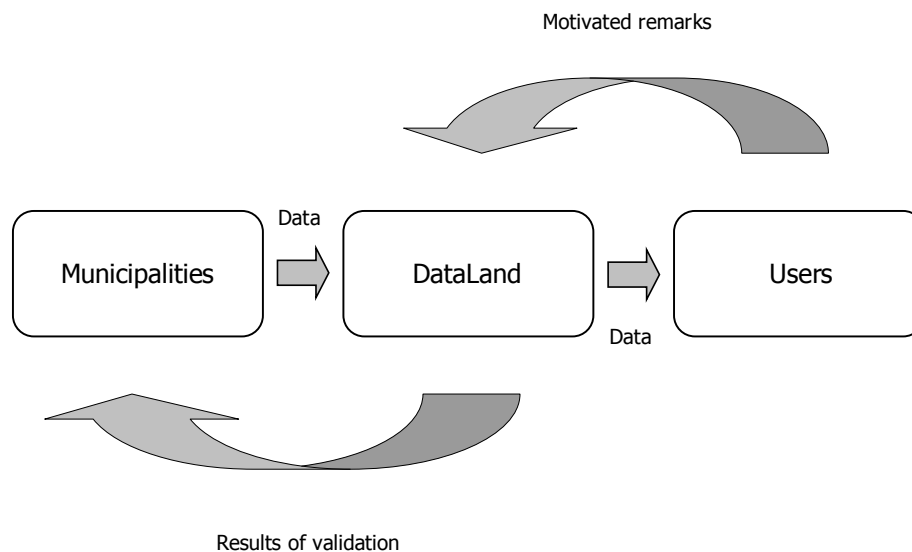 Motivated remarks
Data
Municipalities
DataLand
Users
Data
Results of validation